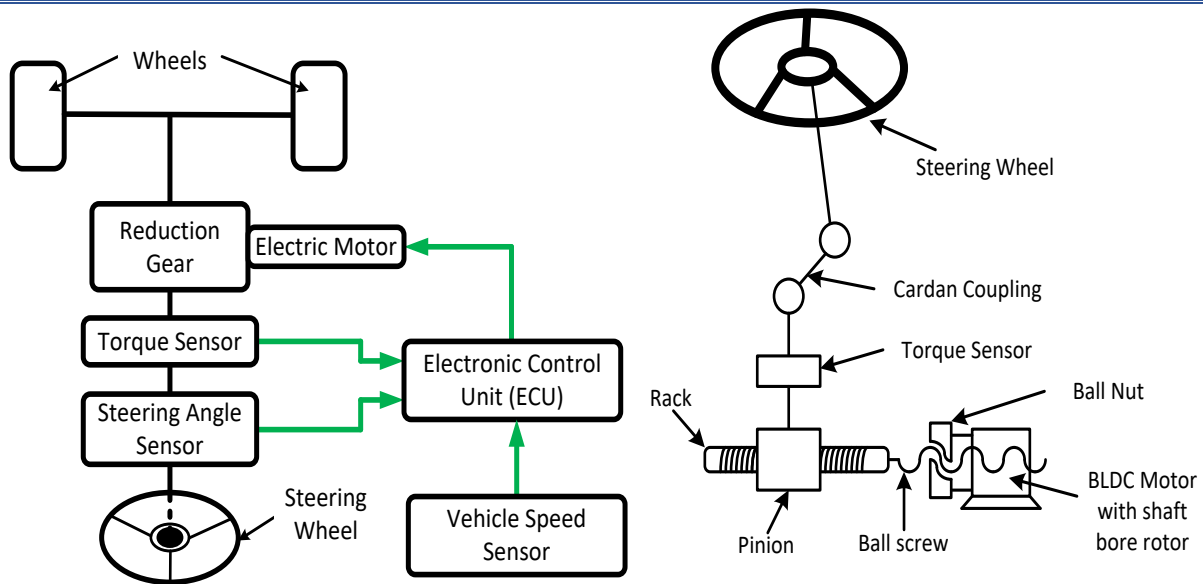 Wheels
Reduction
Gear
Electric Motor
Torque Sensor
Steering Angle
Sensor
Electronic Control
Unit (ECU)
Steering
Wheel
Vehicle Speed
Sensor
Steering Wheel
Cardan Coupling
Torque Sensor
Ball Nut
Rack
BLDC Motor
with shaft
bore rotor
Pinion
Ball screw